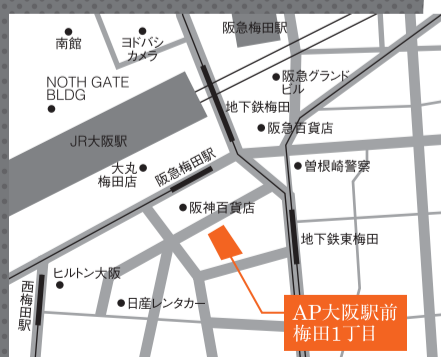 阪急梅田駅
南館
ヨドバシ
カメラ
NOTH GATE
BLDG
阪急グランド
ビル
地下鉄梅田
阪急百貨店
JR大阪駅
大丸
梅田店
阪急梅田駅
曽根崎警察
阪神百貨店
地下鉄東梅田
西梅田駅
ヒルトン大阪
日産レンタカー
AP大阪駅前
梅田1丁目